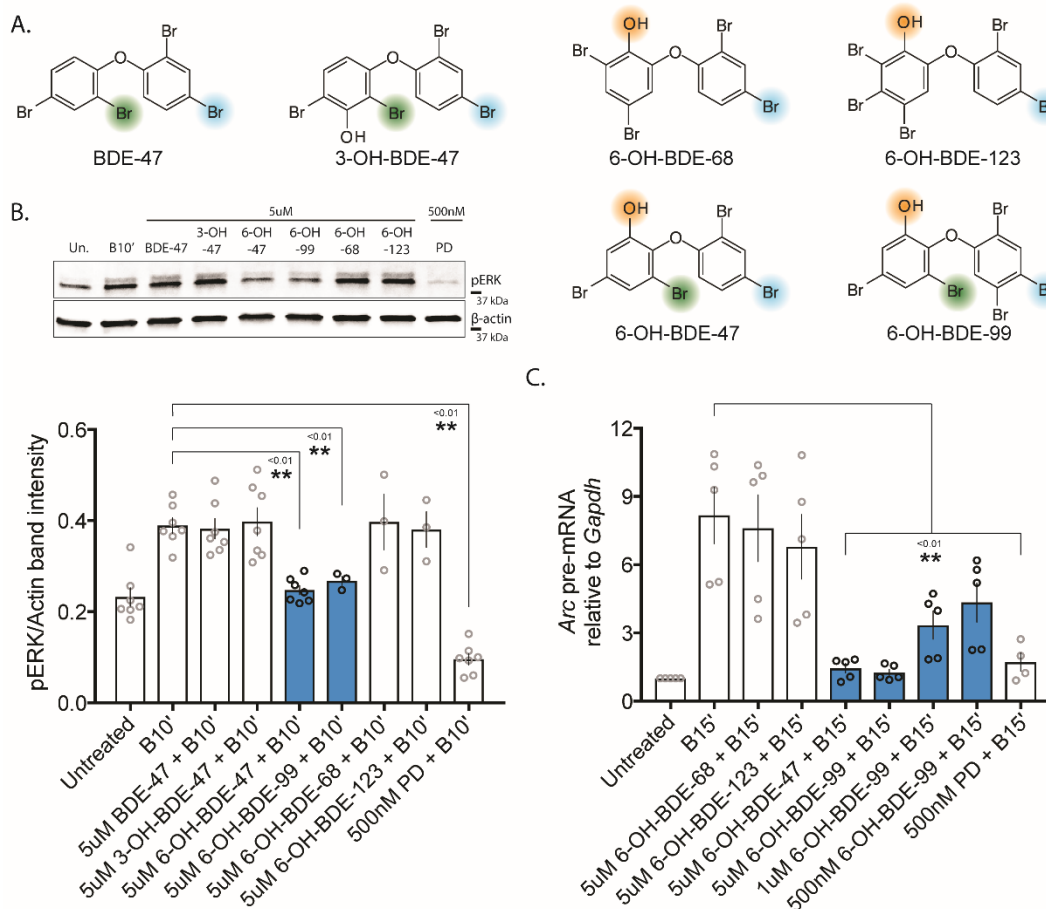 A.
Br
O
Br
Br
Br
BDE-47
Br
O
Br
Br
Br
OH
3-OH-BDE-47
OH
Br
Br
O
Br
Br
6-OH-BDE-68
OH
Br
Br
O
Br
Br
Br
6-OH-BDE-123
OH
Br
O
Br
Br
Br
6-OH-BDE-47
OH
Br
O
Br
Br
Br
Br
6-OH-BDE-99
B.
5uM
500nM
Un.
B10'
BDE-47
3-OH
-47
6-OH
-47
6-OH
-99
6-OH
-68
6-OH
-123
PD
pERK
37 kDa
β-actin
37 kDa
pERK/Actin band intensity
0.6
0.4
0.2
0.0
<0.01
**
<0.01
**
<0.01
**
Untreated
B10'
5uM BDE-47 + B10'
5uM 3-OH-BDE-47 + B10'
5uM 6-OH-BDE-47 + B10'
5uM 6-OH-BDE-99 + B10'
5uM 6-OH-BDE-68 + B10'
5uM 6-OH-BDE-123 + B10'
500nM PD + B10'
C.
Arc pre-mRNA
relative to Gapdh
12
9
6
3
0
<0.01
**
Untreated
B15'
5uM 6-OH-BDE-68 + B15'
5uM 6-OH-BDE-123 + B15'
5uM 6-OH-BDE-47 + B15'
5uM 6-OH-BDE-99 + B15'
1uM 6-OH-BDE-99 + B15'
500nM 6-OH-BDE-99 + B15'
500nM PD + B15'